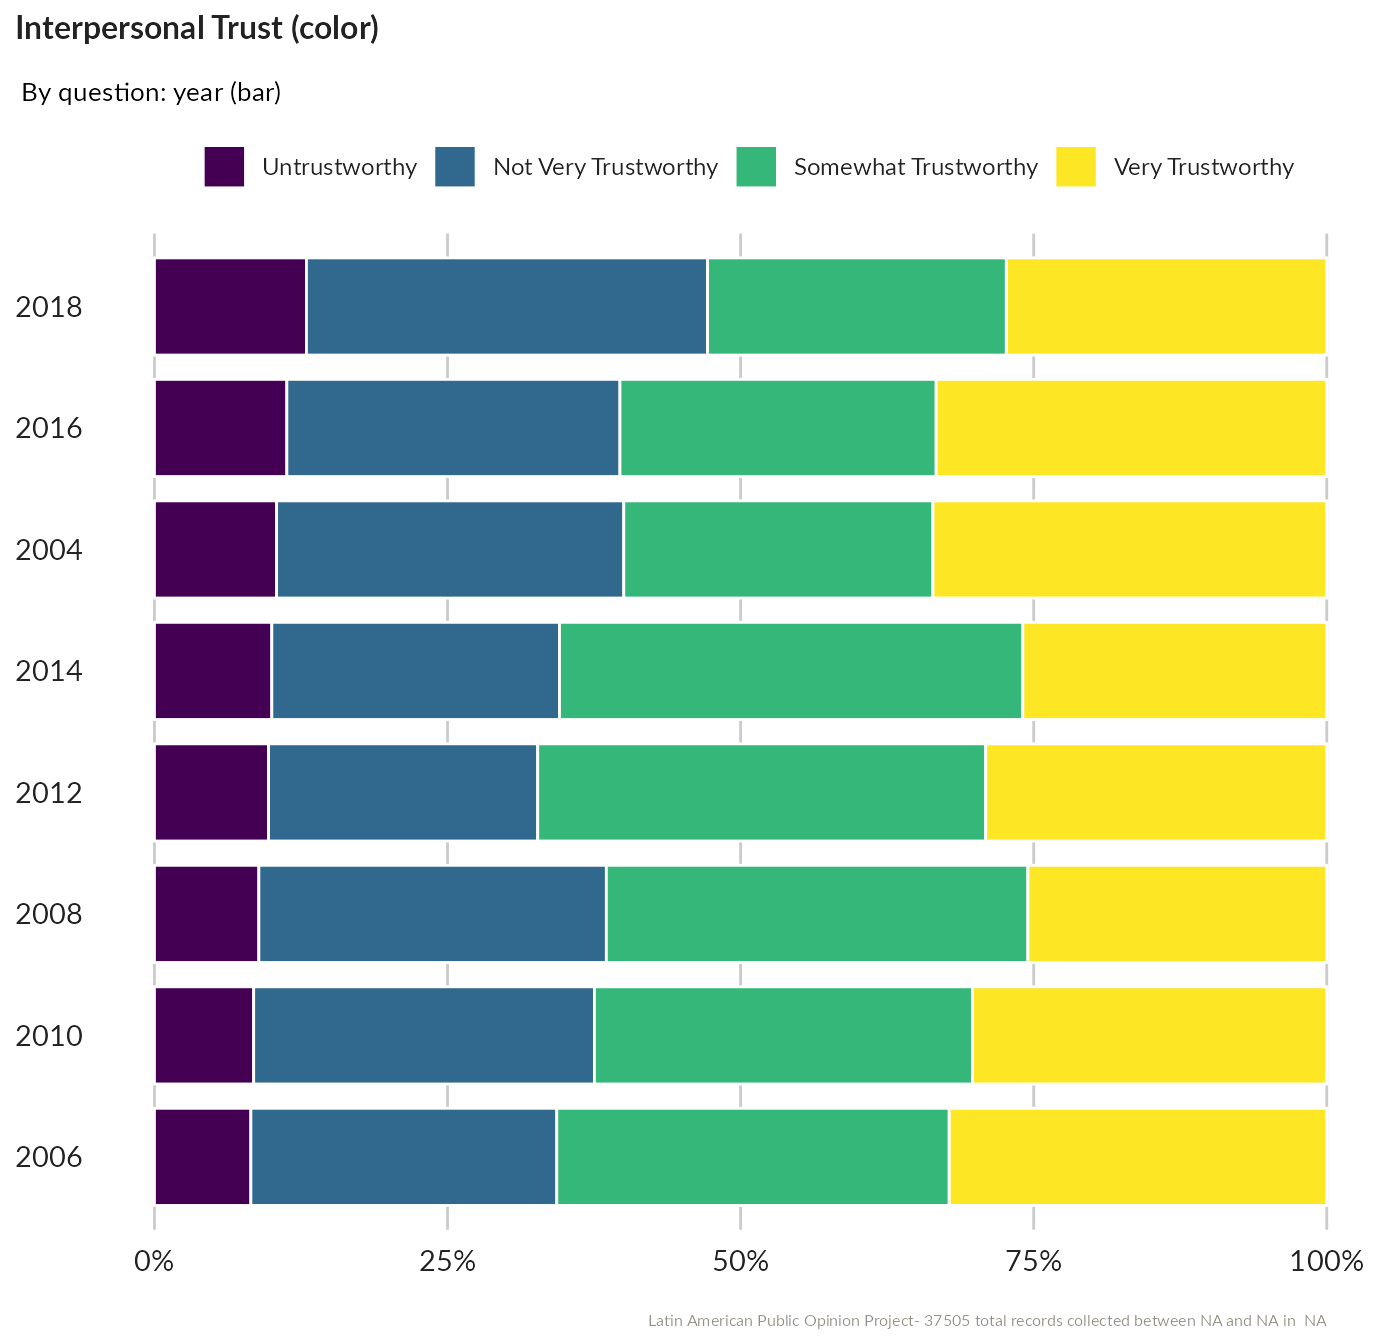 Interpersonal Trust (color)
By question: year (bar)
Untrustworthy Not Very Trustworthy Somewhat Trustworthy Very Trustworthy
2018
2016
2004
2014
2012
2008
2010
2006
0% 25% 50% 75% 100%
Latin American Public Opinion Project- 37505 total records collected between NA and NA in  NA